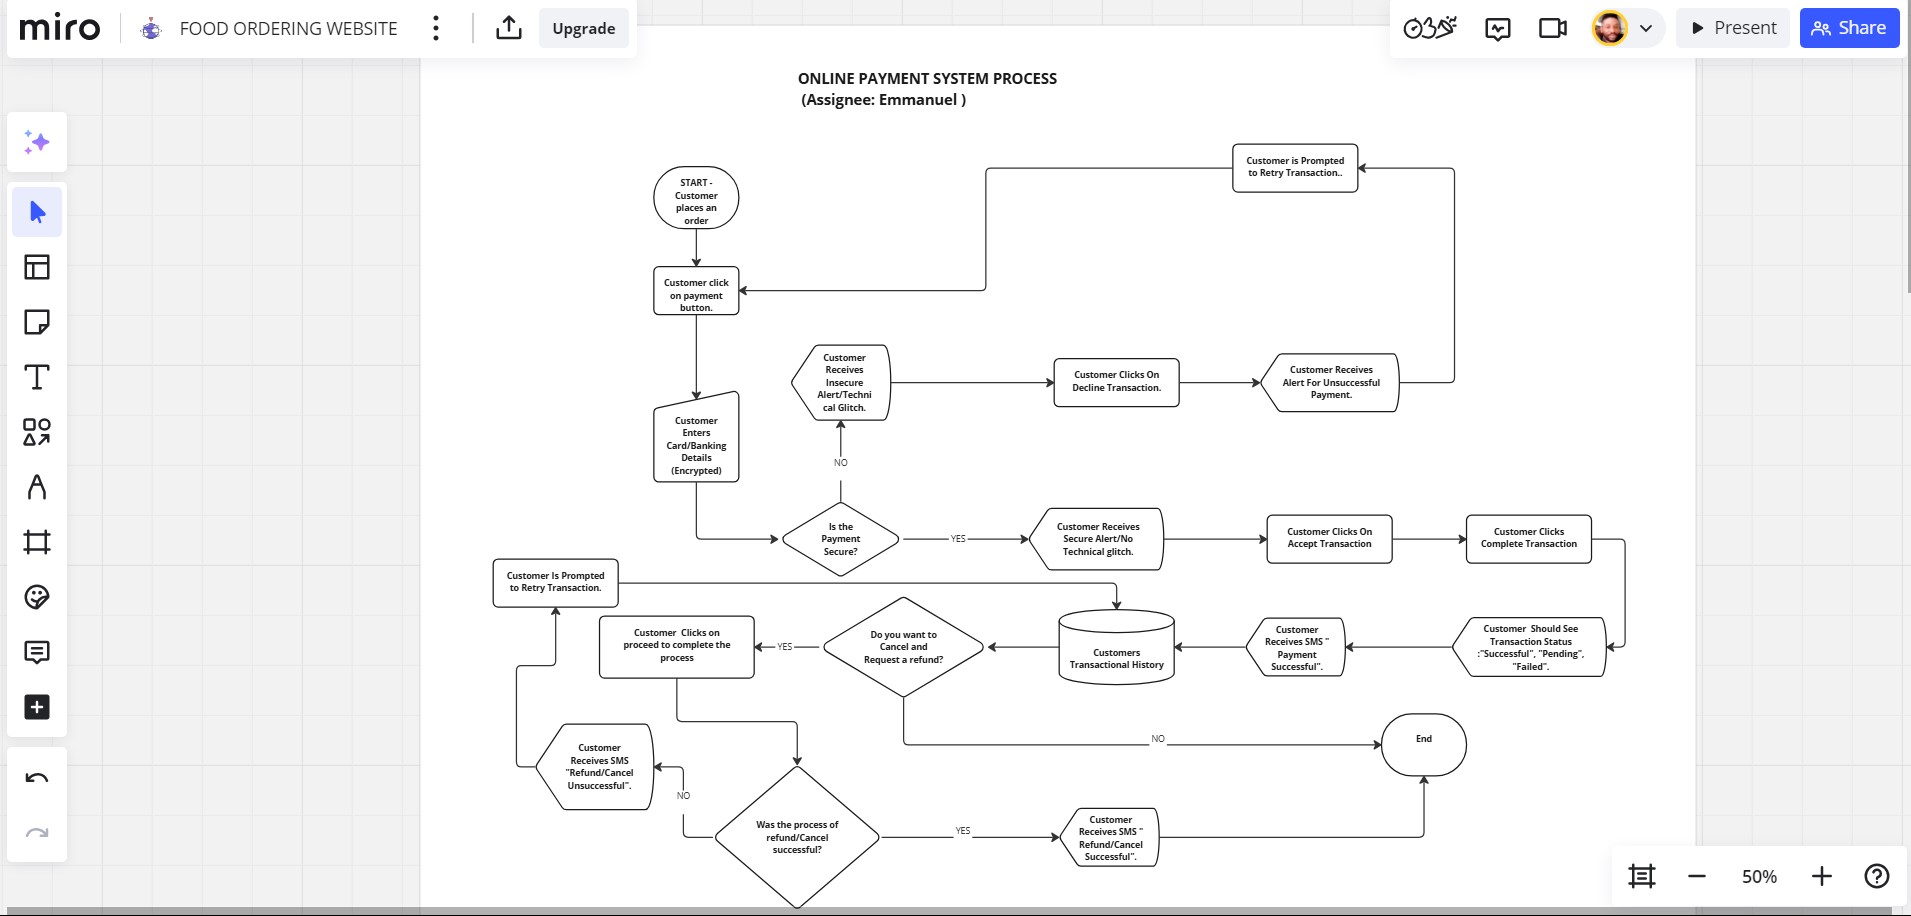 miro
FOOD ORDERING WEBSITE
Upgrade
Present
Share
ONLINE PAYMENT SYSTEM PROCESS
(Assignee: Emmanuel )
Customer is Prompted
to Retry Transaction..
START -
Customer
places an
order
Customer click
on payment
button.
Customer
Receives
Insecure
Alert/Techni
cal Glitch.
Customer Clicks On
Decline Transaction.
Customer Receives
Alert For Unsuccessful
Payment.
Customer
Enters
Card/Banking
Details
(Encrypted)
NO
Is the
Payment
Secure?
YES
Customer Receives
Secure Alert/No
Technical glitch.
Customer Clicks On
Accept Transaction
Customer Clicks
Complete Transaction
Customer Is Prompted
to Retry Transaction.
Customer  Clicks on
proceed to complete the
process
YES
Do you want to
Cancel and
Request a refund?
Customers
Transactional History
Customer
Receives SMS "
Payment
Successful".
Customer  Should See
Transaction Status
:"Successful", "Pending",
"Failed".
NO
End
Customer
Receives SMS
"Refund/Cancel
Unsuccessful".
NO
Was the process of
refund/Cancel
successful?
YES
Customer
Receives SMS "
Refund/Cancel
Successful".
50%